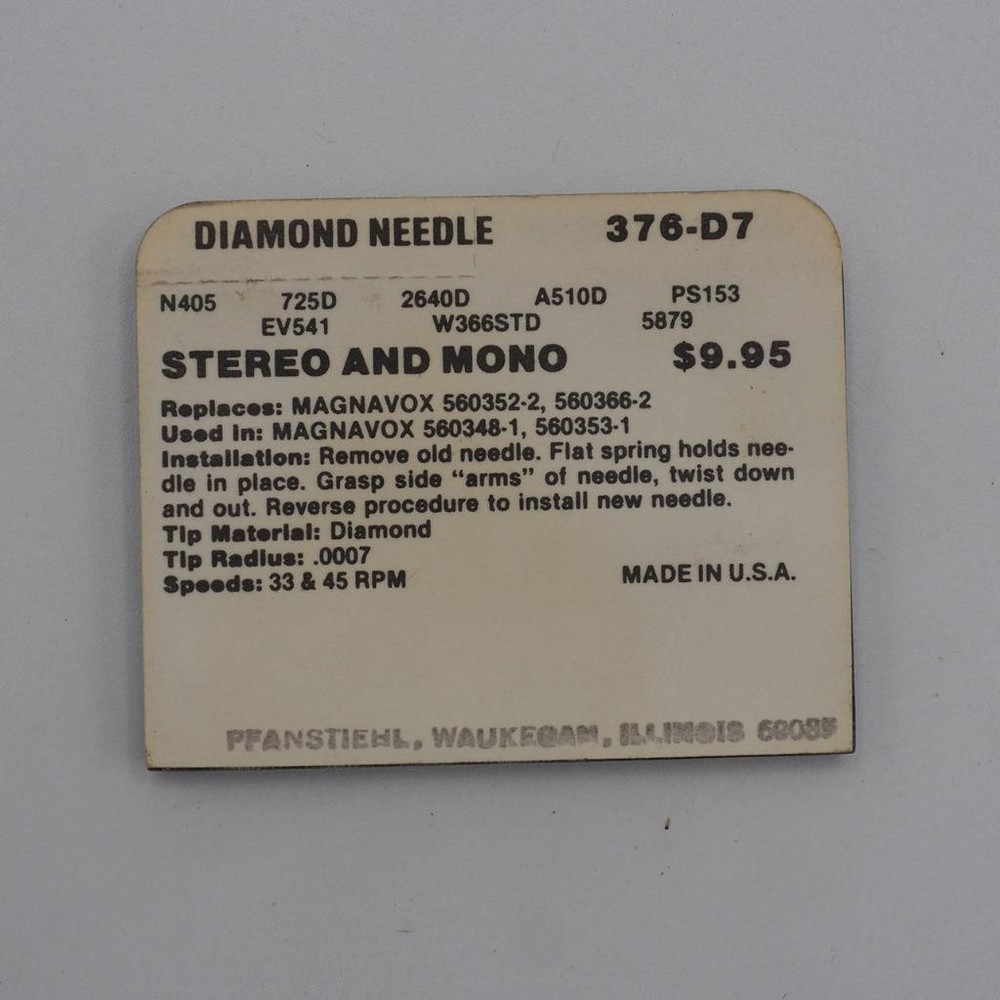 DIAMOND NEEDLE 376-D7
N405 725D 2640D A510D PS153
EV541 W366STD 5879
STEREO AND MONO $9.95
Replaces: MAGNAVOX 560352-2, 560366-2
Used In: MAGNAVOX 560348-1, 560353-1
Installation: Remove old needle. Flat spring holds nee-
dle in place. Grasp side “arms” of needle, twist down
and out. Reverse procedure to install new needle.
Tip Material: Diamond
Tip Radius: .0007
Speeds: 33 & 45 RPM MADE IN U.S.A.
PFANSTIEHL, WAUKEGAN, ILLINOIS 60085